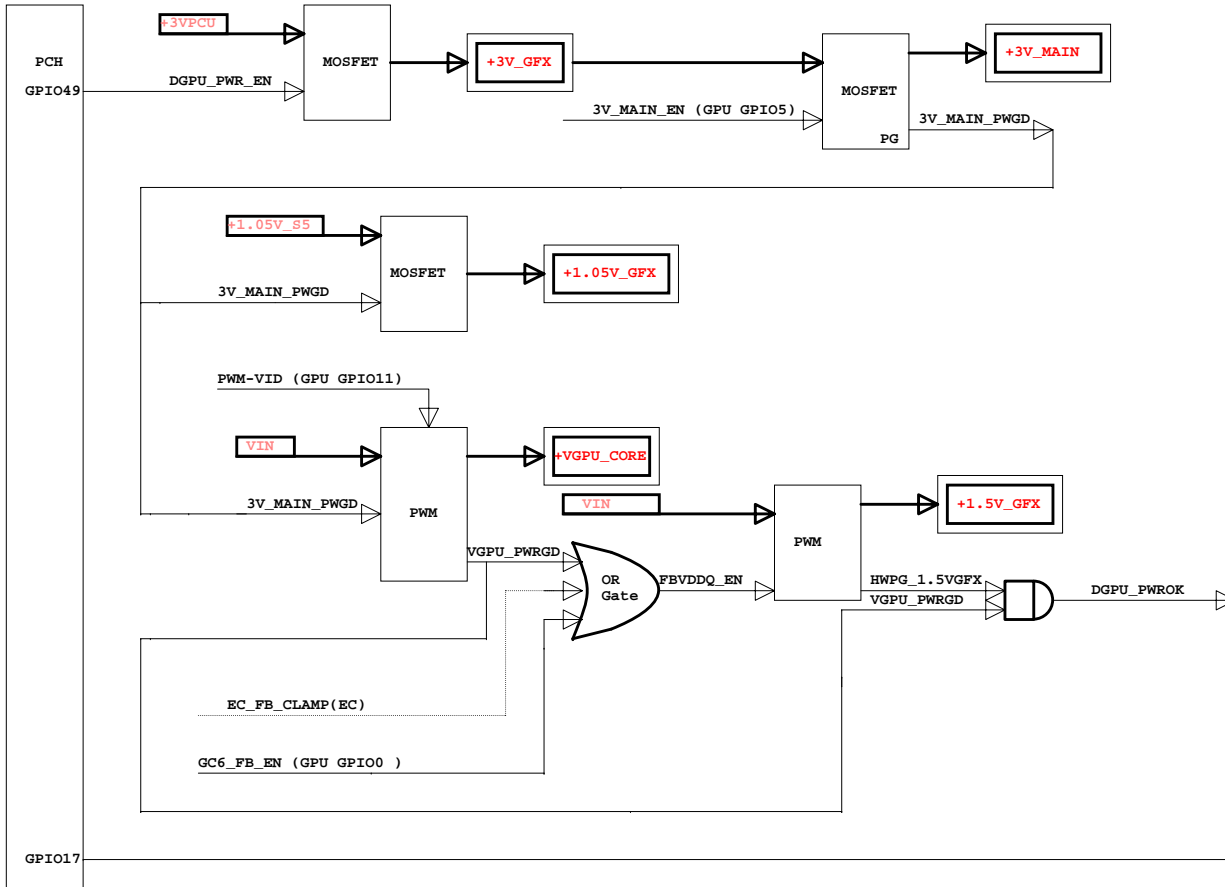 +3VPCU
PCH
MOSFET
+3V_GFX
+3V_MAIN
GPIO49
DGPU_PWR_EN
MOSFET
3V_MAIN_EN (GPU GPIO5)
3V_MAIN_PWGD
PG
+1.05V_S5
MOSFET
+1.05V_GFX
3V_MAIN_PWGD
PWM-VID (GPU GPIO11)
VIN
+VGPU_CORE
3V_MAIN_PWGD
PWM
VIN
+1.5V_GFX
PWM
VGPU_PWRGD
OR
Gate
FBVDDQ_EN
HWPG_1.5VGFX
VGPU_PWRGD
DGPU_PWROK
EC_FB_CLAMP(EC)
GC6_FB_EN (GPU GPIO0 )
GPIO17